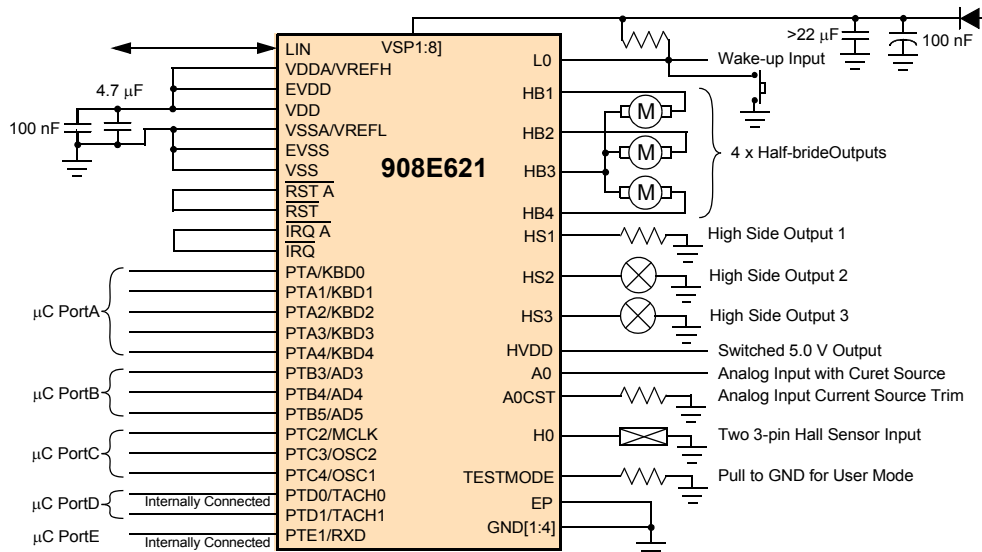 VSP1:8]
>22 μF
100 nF
LIN
VDDA/VREFH
EVDD
VDD
VSSA/VREFL
EVSS
VSS
RST A
RST
IRQ A
IRQ
PTA/KBD0
PTA1/KBD1
PTA2/KBD2
PTA3/KBD3
PTA4/KBD4
PTB3/AD3
PTB4/AD4
PTB5/AD5
PTC2/MCLK
PTC3/OSC2
PTC4/OSC1
PTD0/TACH0
PTD1/TACH1
PTE1/RXD
4.7 μF
100 nF
μC PortA
μC PortB
μC PortC
μC PortD
Internally Connected
μC PortE
Internally Connected
908E621
L0
HB1
HB2
HB3
HB4
HS1
HS2
HS3
HVDD
A0
A0CST
H0
TESTMODE
EP
GND[1:4]
M
M
M
Wake-up Input
4 x Half-brideOutputs
High Side Output 1
High Side Output 2
High Side Output 3
Switched 5.0 V Output
Analog Input with Curet Source
Analog Input Current Source Trim
Two 3-pin Hall Sensor Input
Pull to GND for User Mode